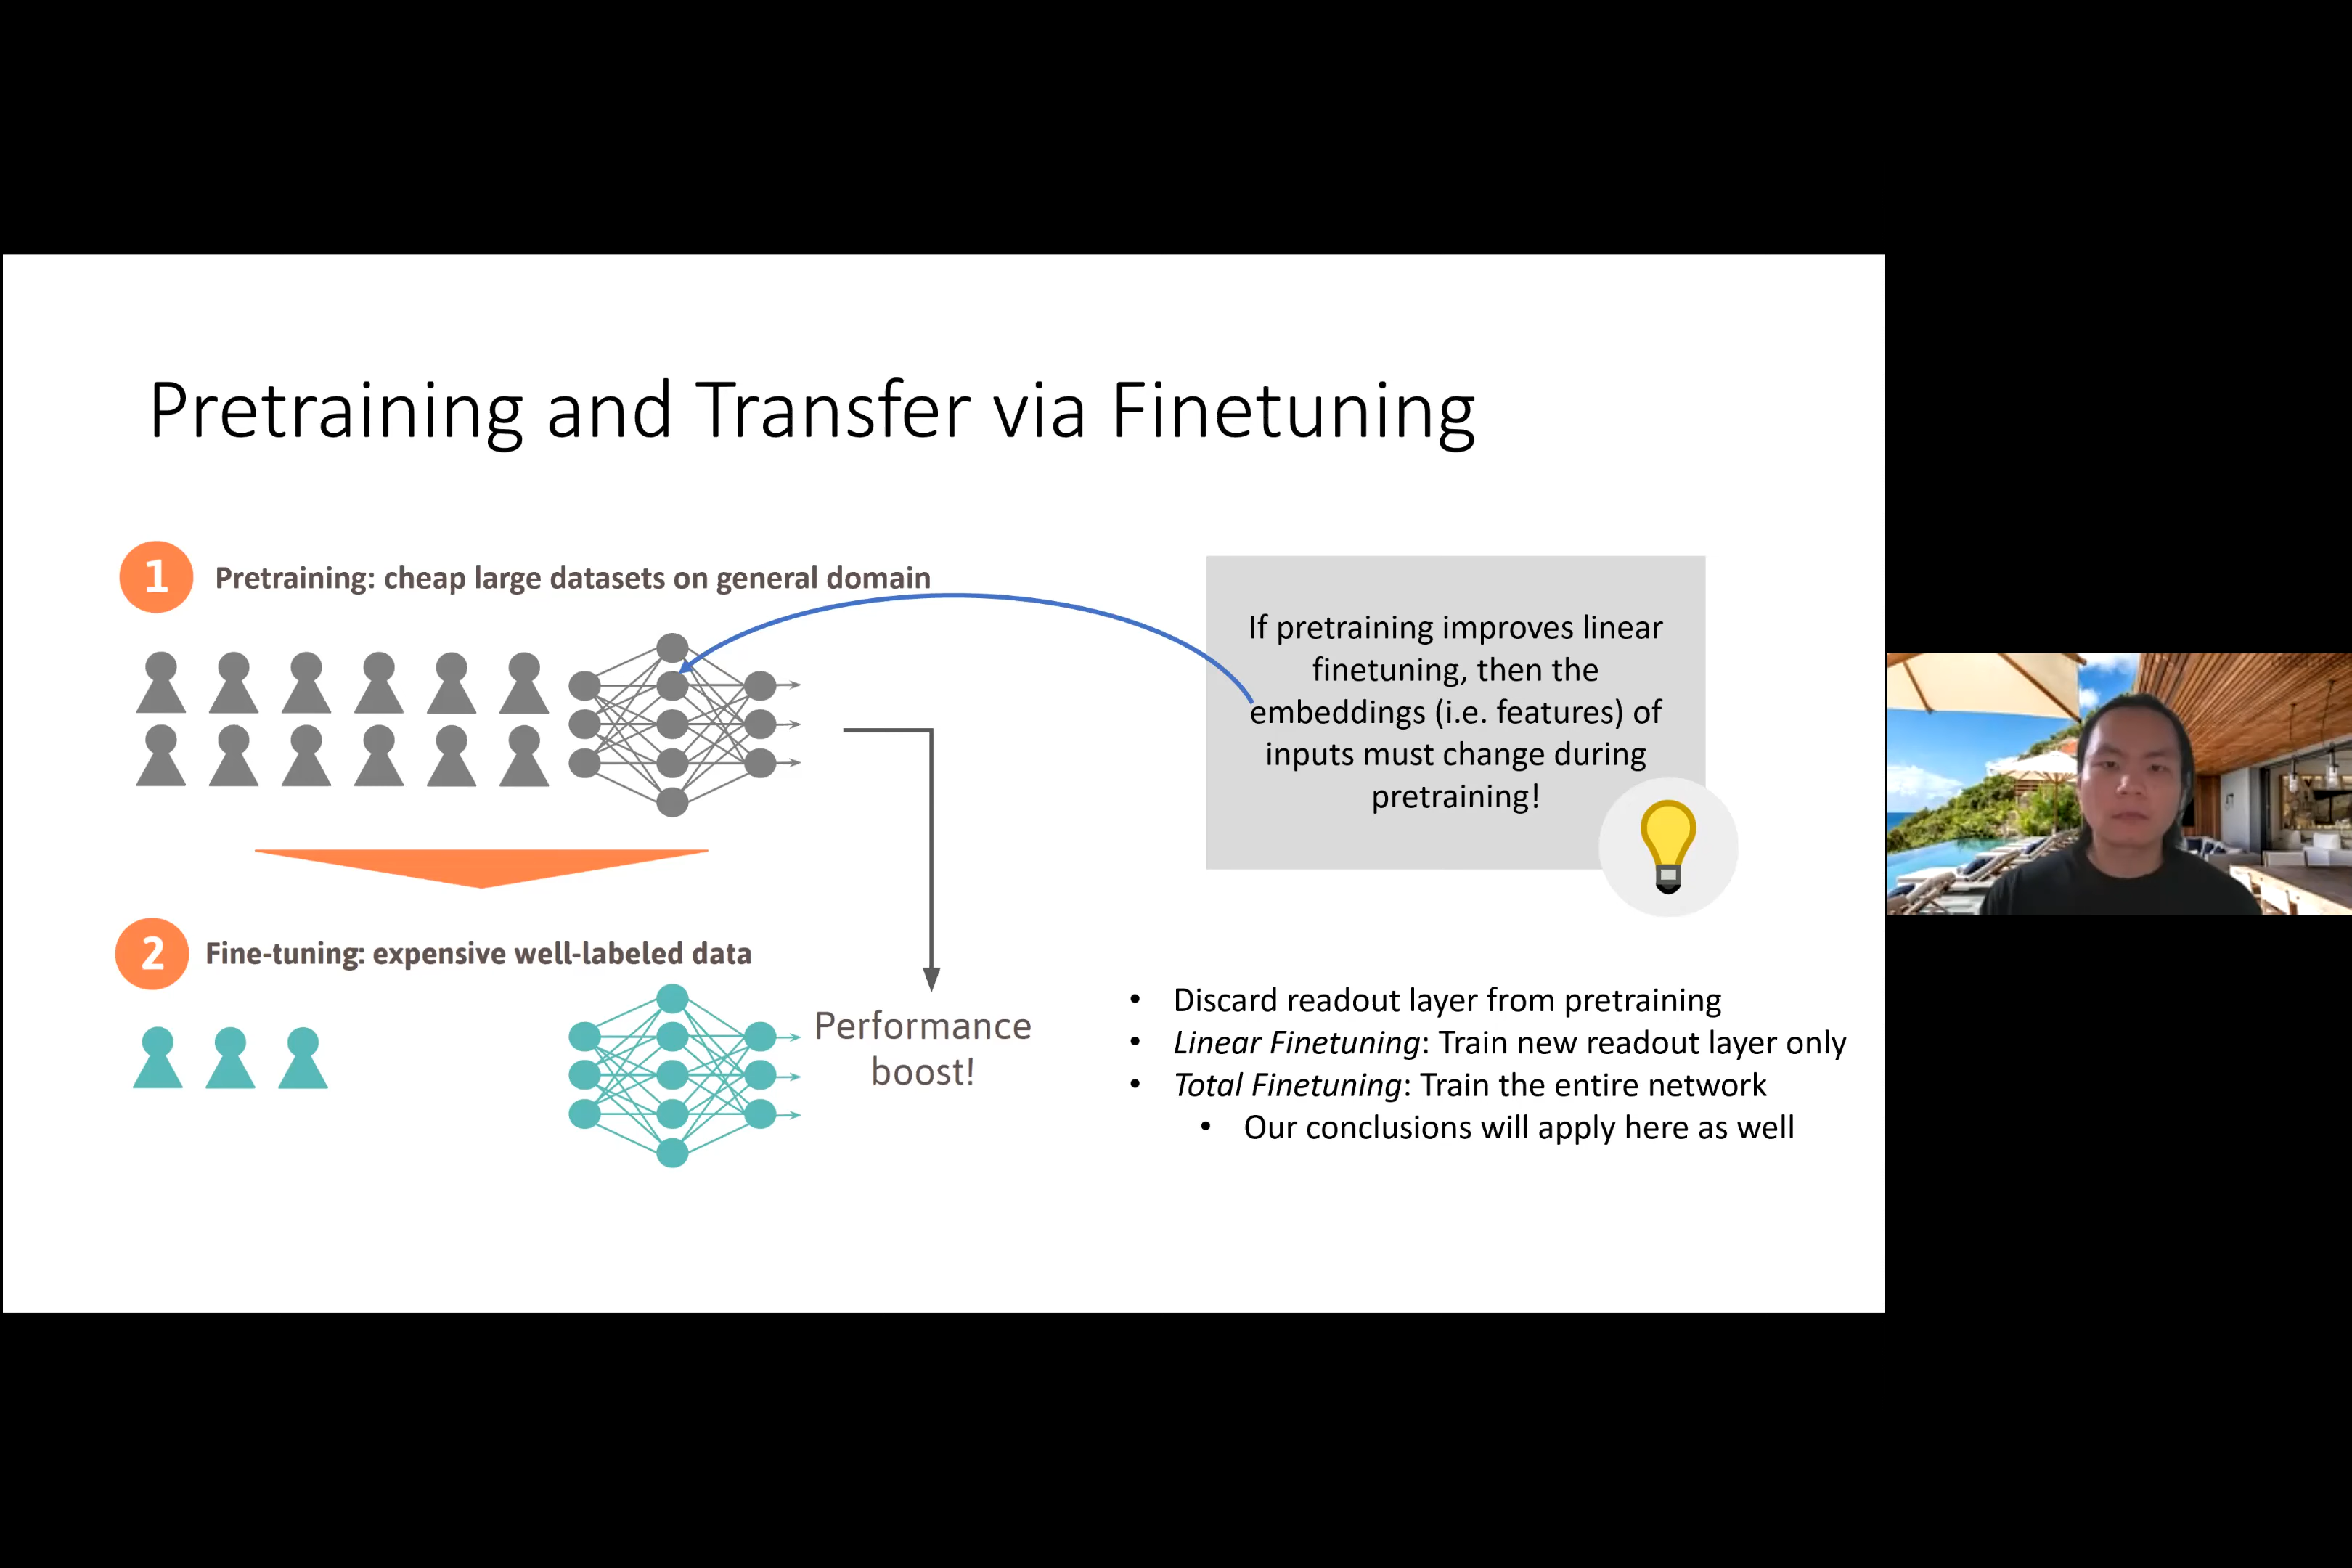 Pretraining and Transfer via Finetuning
1
Pretraining: cheap large datasets on general domain
If pretraining improves linear
finetuning, then the
embeddings (i.e. features) of
inputs must change during
pretraining!
2
Fine-tuning: expensive well-labeled data
Performance
boost!
• Discard readout layer from pretraining
• Linear Finetuning: Train new readout layer only
• Total Finetuning: Train the entire network
• Our conclusions will apply here as well